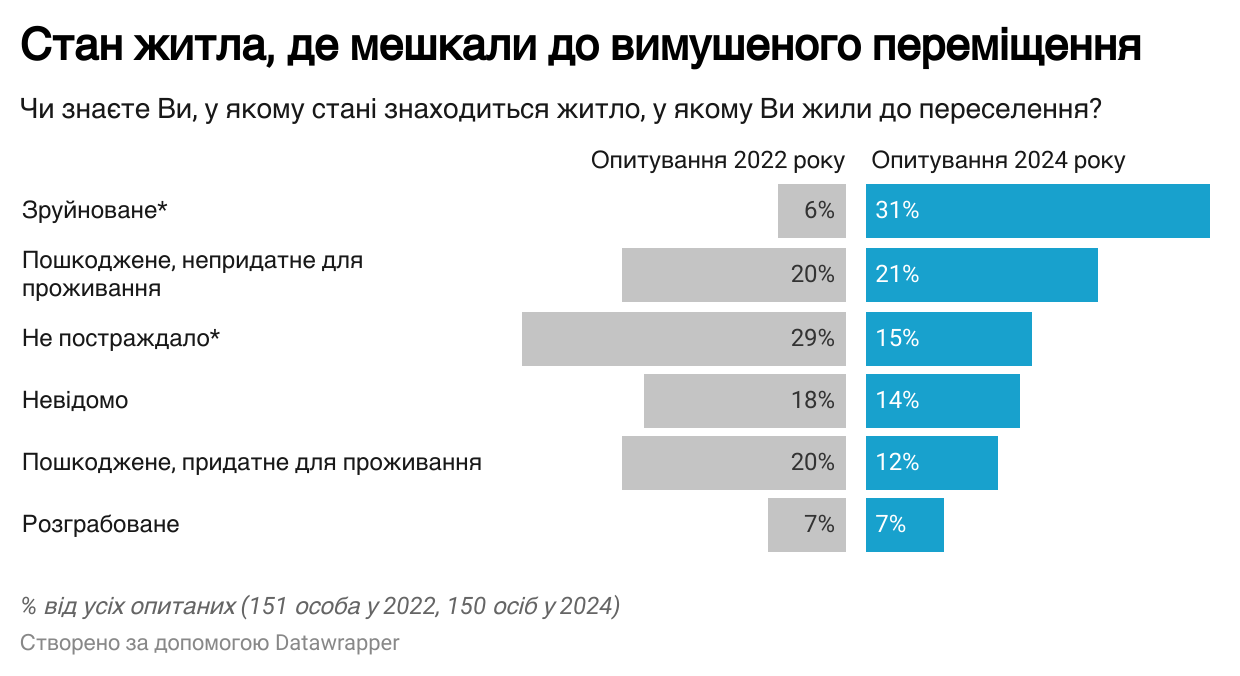 Стан житла, де мешкали до вимушеного переміщення
Чи знаєте Ви, у якому стані знаходиться житло, у якому Ви жили до переселення?
Опитування 2022 року Опитування 2024 року
Зруйноване* 6% 31%
Пошкоджене, непридатне для
проживання 20% 21%
Не постраждало* 29% 15%
Невідомо 18% 14%
Пошкоджене, придатне для проживання 20% 12%
Розграбоване 7% 7%
% від усіх опитаних (151 особа у 2022, 150 осіб у 2024)
Створено за допомогою Datawrapper